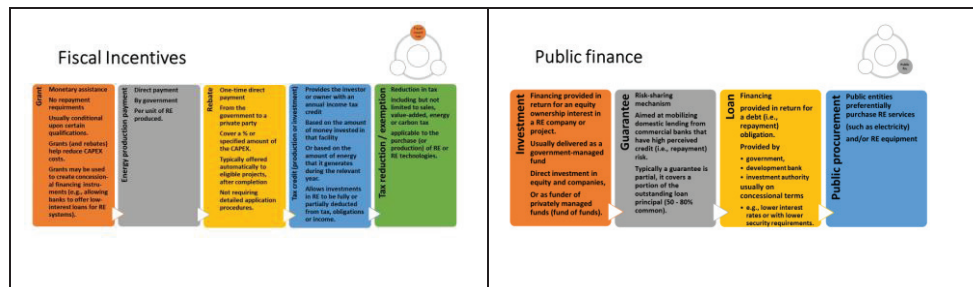 Fiscal Incentives
Grant
Monetary assistance
No repayment
requirments
Usually conditional
upon certain
qualifications.
Grants (and rebates)
help reduce CAPEX
costs.
Grants may be used
to create concession-
al financing instru-
ments (e.g., allowing
banks to offer low-
interest loans for RE
systems).
Energy production payment
Direct payment
By government
Per unit of RE
produced.
Rebate
One-time direct
payment
From the
government to a
private party
Cover a % or
specified amount of
the CAPEX.
Typically offered
automatically to
eligible projects,
after completion
Not requiring
detailed application
procedures.
Tax credit (production or investment)
Provides the investor
or owner with an
annual income tax
credit
Based on the
amount of money
invested in that
facility
Or based on the
amount of energy
that it generates
during the relevant
year.
Allows investments
in RE to be fully or
partially deducted
from tax, obligations
or income.
Tax reduction / exemption
Reduction in tax
Including but not
limited to sales,
value-added, energy
or carbon tax
applicable to the
purchase (or
production) of RE or
RE technologies.
Public finance
Investment
Financing provided in
return for an equity
ownership interest in
a RE company or
project.
Usually delivered as a
government-managed
fund
Direct investment in
equity and companies,
Or as funder of
privately managed
funds (fund of funds).
Guarantee
Risk-sharing
mechanism
Aimed at mobilizing
domestic lending from
commercial banks that
have high perceived
credit (i.e., repayment)
risk.
Typically a guarantee is
partial, it covers a
portion of the
outstanding loan
principal (50 - 80%
common).
Loan
Financing
provided in return for
a debt (i.e.,
repayment)
obligation.
Provided by
• government,
• development bank
• investment authority
usually on
concessional terms
• e.g., lower interest
rates or with lower
security requirements.
Public procurement
Public entities
preferentially
purchase RE services
(such as electricity)
and/or RE equipment